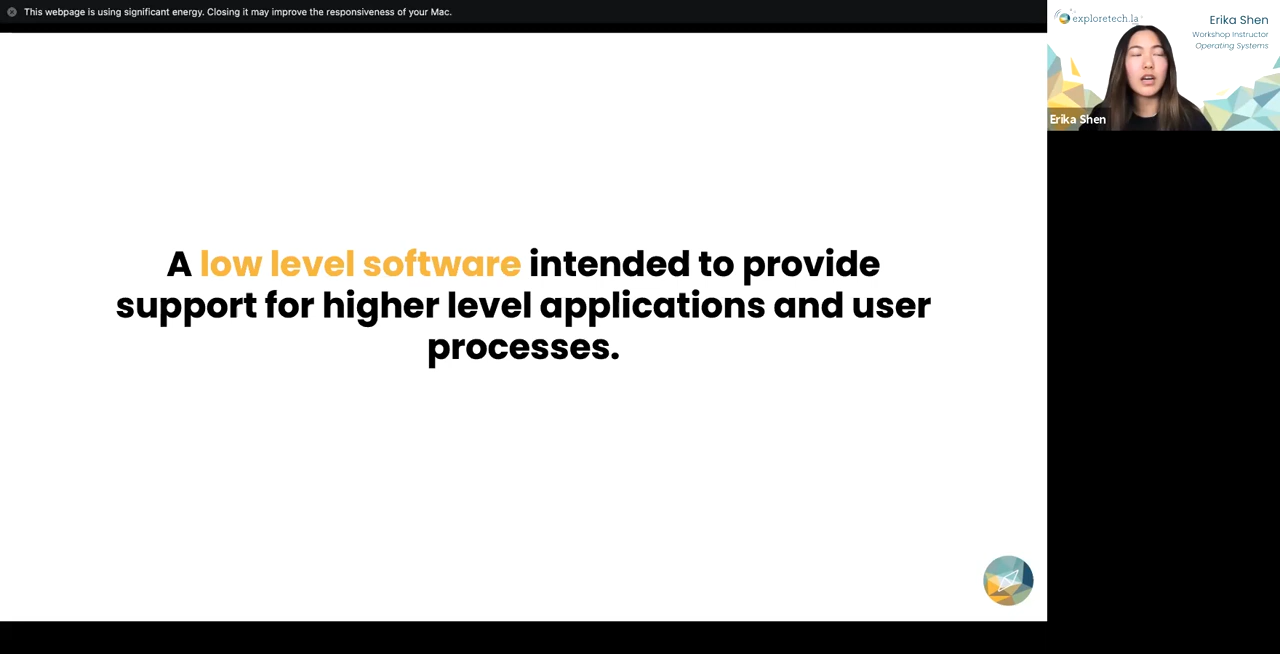 This webpage is using significant energy. Closing it may improve the responsiveness of your Mac.
A low level software intended to provide
support for higher level applications and user
processes.
exploretech.la
Erika Shen
Workshop Instructor
Operating Systems
Erika Shen